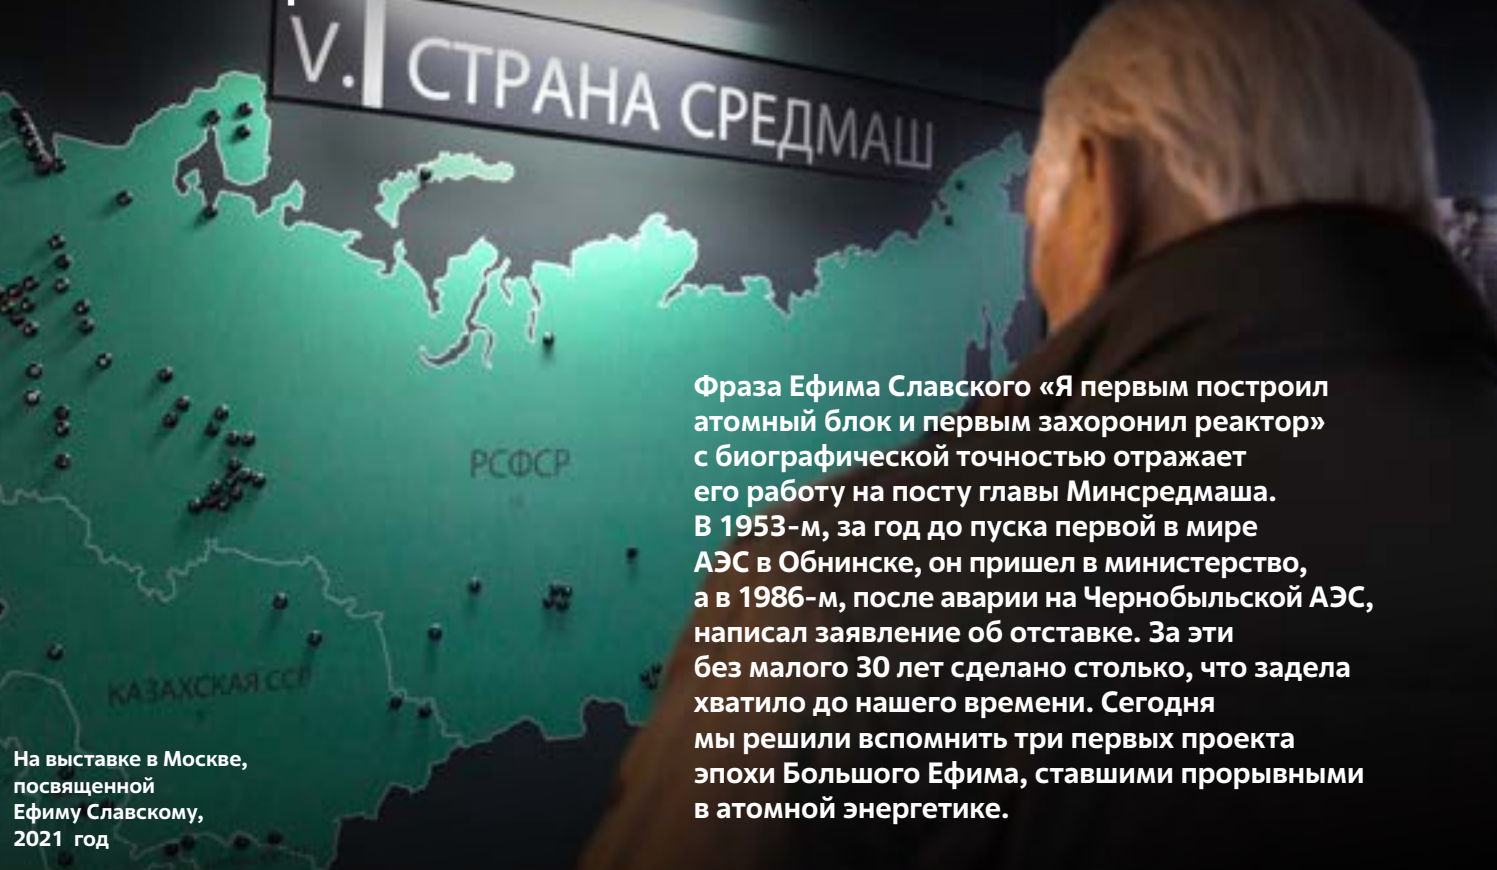 V. СТРАНА СРЕДМАШ
РСФСР
КАЗАХСКАЯ ССР
Фраза Ефима Славского «Я первым построил
атомный блок и первым захоронил реактор»
с биографической точностью отражает
его работу на посту главы Минсредмаша.
В 1953-м, за год до пуска первой в мире
АЭС в Обнинске, он пришел в министерство,
а в 1986-м, после аварии на Чернобыльской АЭС,
написал заявление об отставке. За эти
без малого 30 лет сделано столько, что задела
хватило до нашего времени. Сегодня
мы решили вспомнить три первых проекта
эпохи Большого Ефима, ставшими прорывными
в атомной энергетике.
На выставке в Москве,
посвященной
Ефиму Славскому,
2021 год